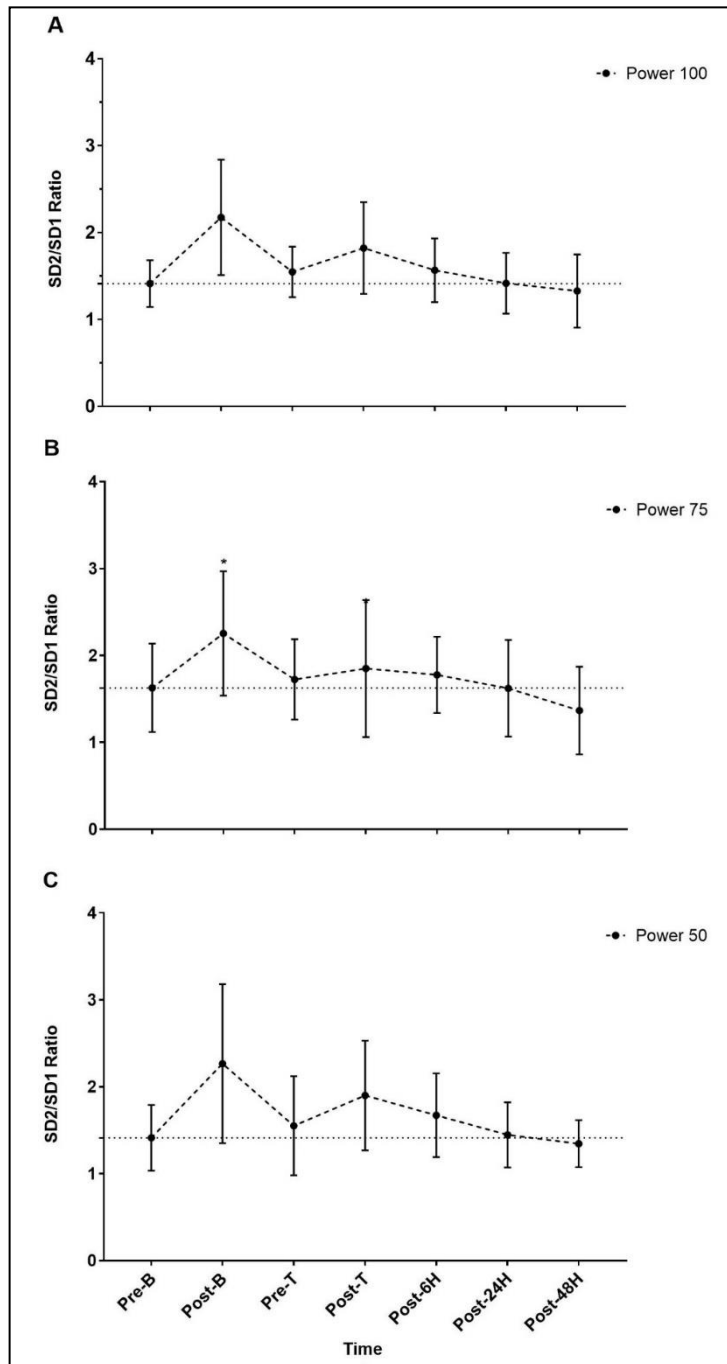 A
4
Power 100
3
SD2/SD1 Ratio
2
1
0
B
4
Power 75
3
*
*
SD2/SD1 Ratio
2
1
0
C
4
Power 50
3
SD2/SD1 Ratio
2
1
0
Pre-B Post-B Pre-T Post-T Post-6H Post-24H Post-48H
Time